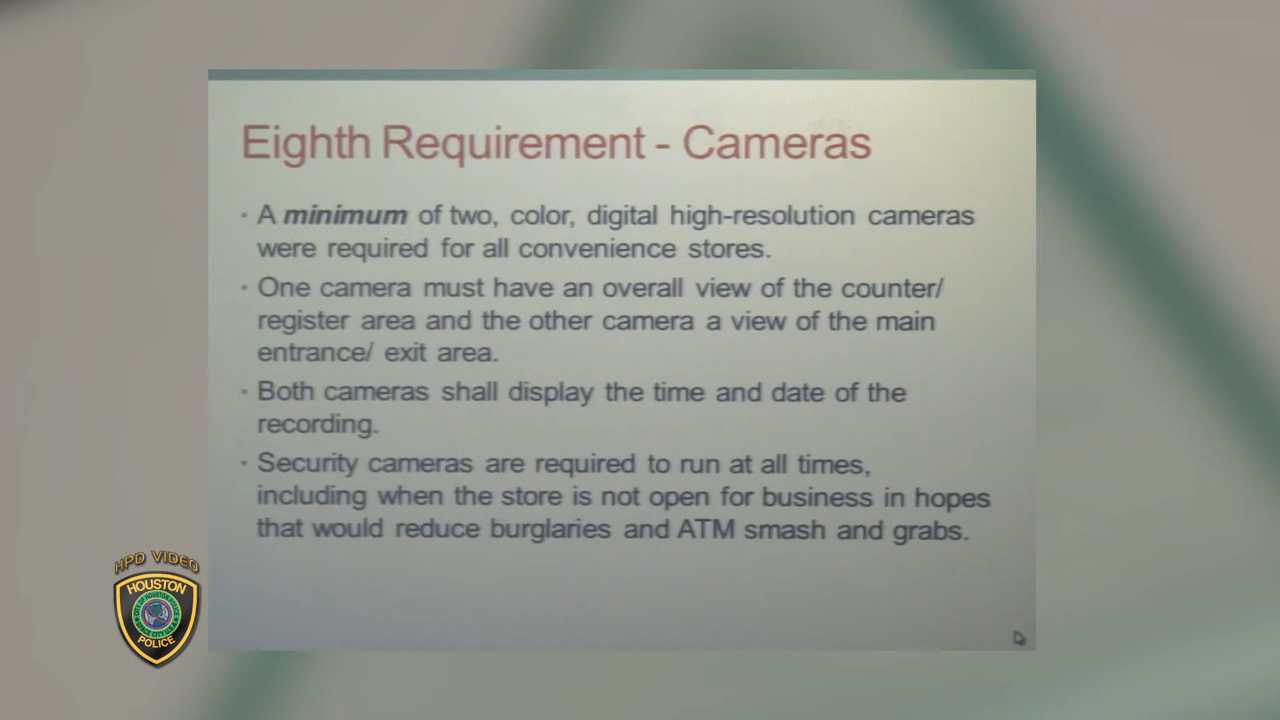 Eighth Requirement - Cameras
• A minimum of two, color, digital high-resolution cameras
were required for all convenience stores.
• One camera must have an overall view of the counter/
register area and the other camera a view of the main
entrance/ exit area.
• Both cameras shall display the time and date of the
recording.
• Security cameras are required to run at all times,
including when the store is not open for business in hopes
that would reduce burglaries and ATM smash and grabs.
HPD VIDEO
HOUSTON
POLICE